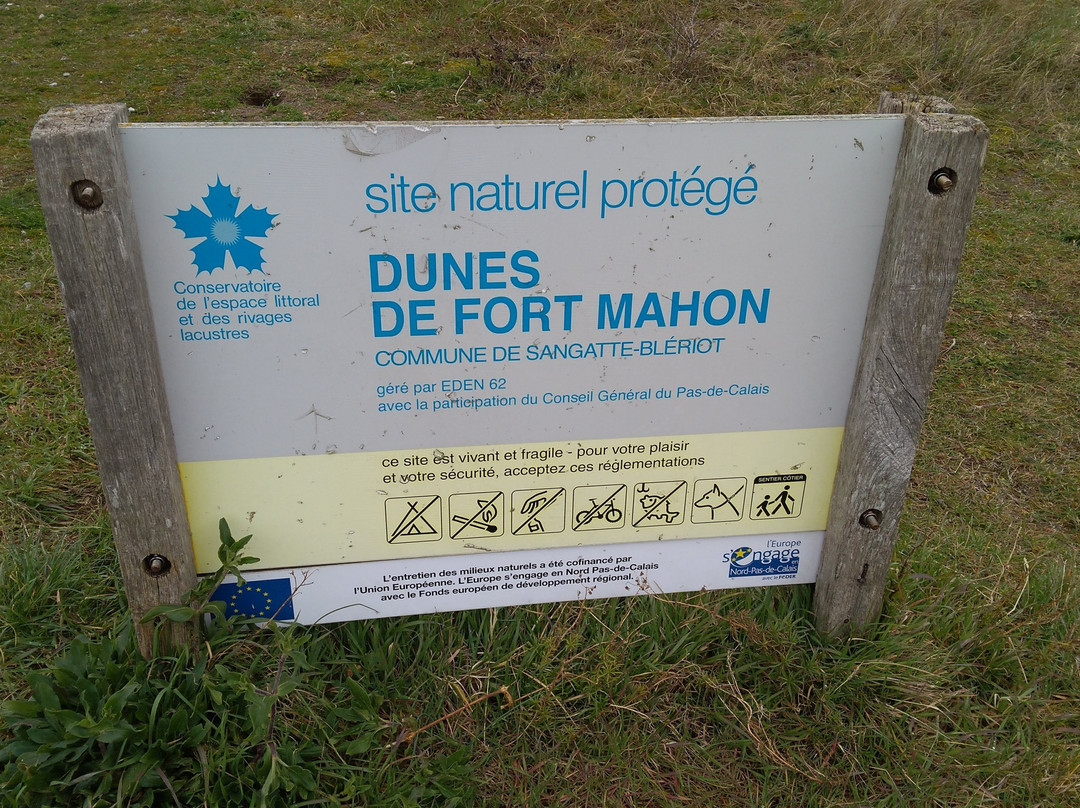 site naturel protégé
Conservatoire
de l'espace littoral
et des rivages
lacustres
DUNES
DE FORT MAHON
COMMUNE DE SANGATTE-BLÉRIOT
géré par EDEN 62
avec la participation du Conseil Général du Pas-de-Calais
ce site est vivant et fragile - pour votre plaisir
et votre sécurité, acceptez ces réglementations
SENTIER CÔTIER
L'entretien des milieux naturels a été cofinancé par
l'Union Européenne. L'Europe s'engage en Nord Pas-de-Calais
avec le Fonds européen de développement régional.
l'Europe
s'engage
en
Nord-Pas-de-Calais
avec le FEDER